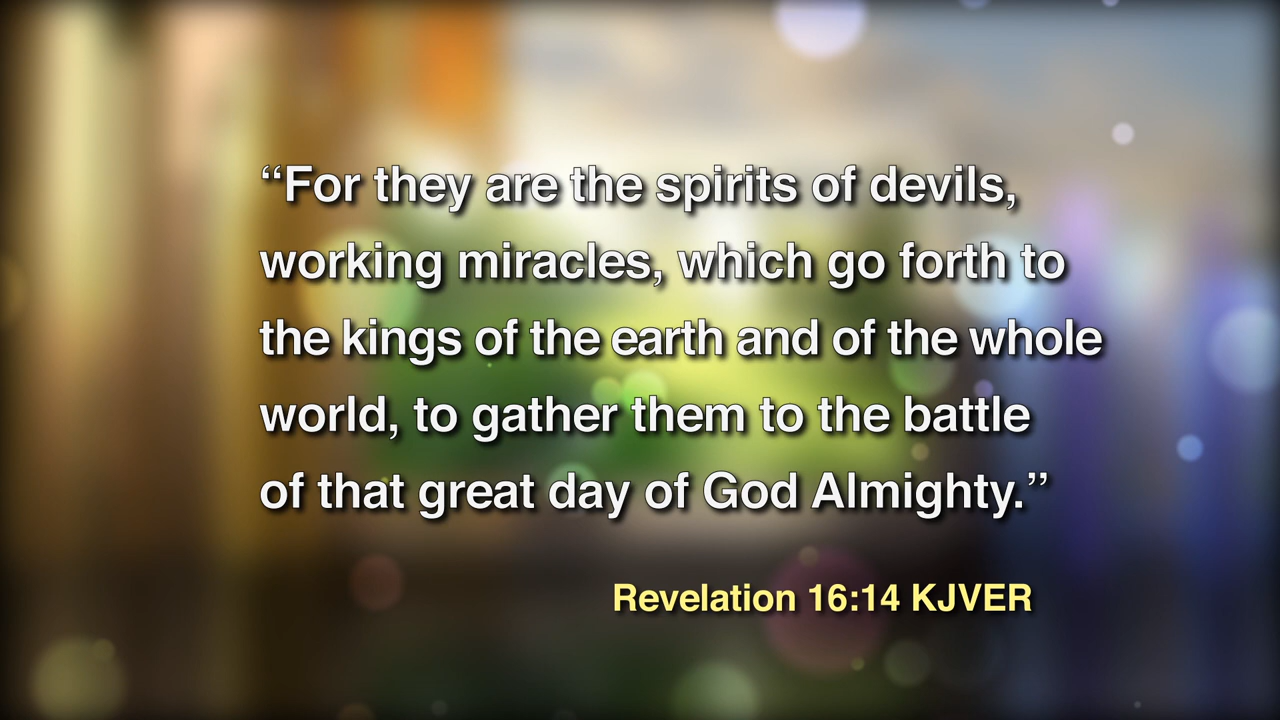 “For they are the spirits of devils,
working miracles, which go forth to
the kings of the earth and of the whole
world, to gather them to the battle
of that great day of God Almighty.”
Revelation 16:14 KJVER